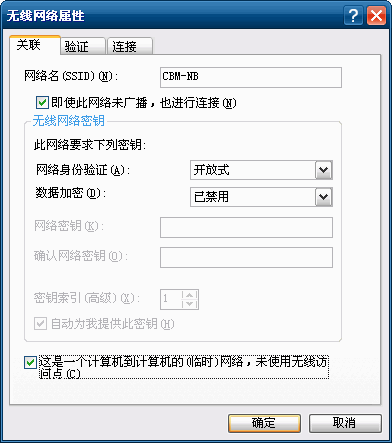 无线网络属性
关联 验证 连接
网络名(SSID)(N): CBM-NB
即使此网络未广播，也进行连接(N)
无线网络密钥
此网络要求下列密钥:
网络身份验证(A): 开放式
数据加密(D): 已禁用
网络密钥(K):
确认网络密钥(O):
密钥索引(高级)(X): 1
自动为我提供此密钥(H)
这是一个计算机到计算机的(临时)网络，未使用无线访
问点(C)
确定 取消